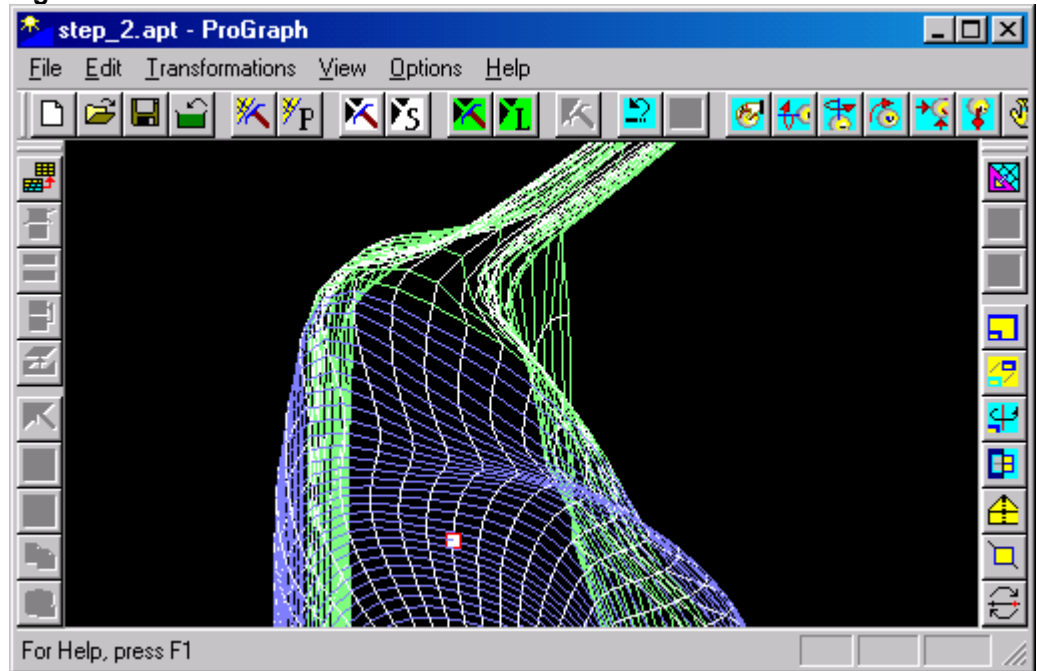 step_2.apt - ProGraph
File Edit Transformations View Options Help
P S L
For Help, press F1